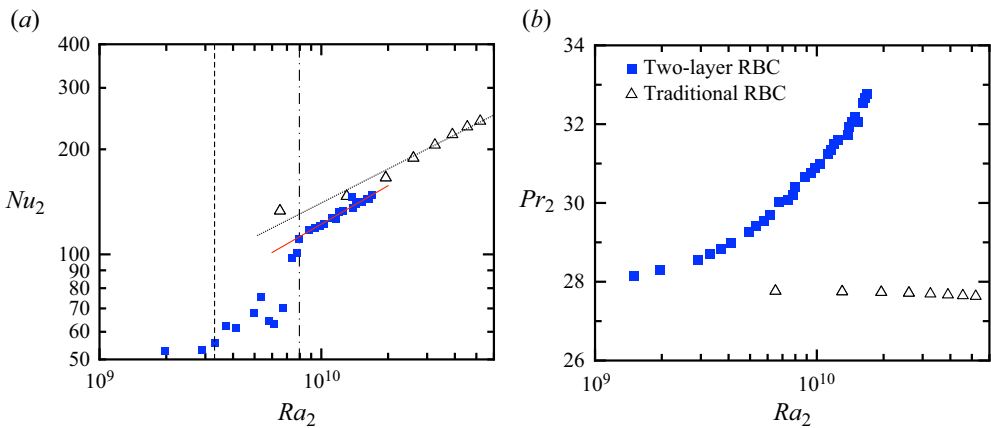 (a)
400
300
200
100
90
80
70
60
50
Nu₂
10⁹
10¹⁰
Ra₂
(b)
34
32
30
28
26
Pr₂
Two-layer RBC
Traditional RBC
10⁹
10¹⁰
Ra₂